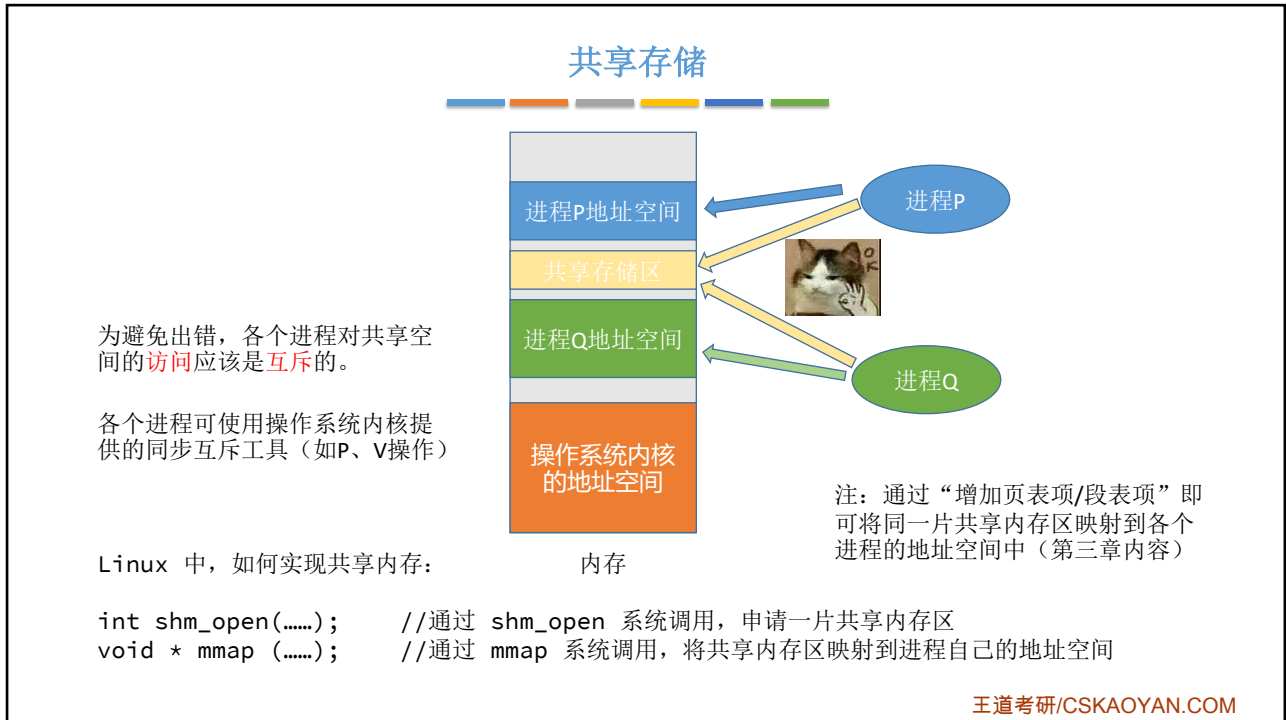 共享存储
进程P地址空间
进程P
共享存储区
OK
进程Q地址空间
进程Q
为避免出错，各个进程对共享空
间的访问应该是互斥的。
各个进程可使用操作系统内核提
供的同步互斥工具（如P、V操作）
操作系统内核
的地址空间
注：通过“增加页表项/段表项”即
可将同一片共享内存区映射到各个
进程的地址空间中（第三章内容）
Linux 中，如何实现共享内存：
内存
int shm_open(……); //通过 shm_open 系统调用，申请一片共享内存区
void * mmap (……); //通过 mmap 系统调用，将共享内存区映射到进程自己的地址空间
王道考研/CSKAOYAN.COM